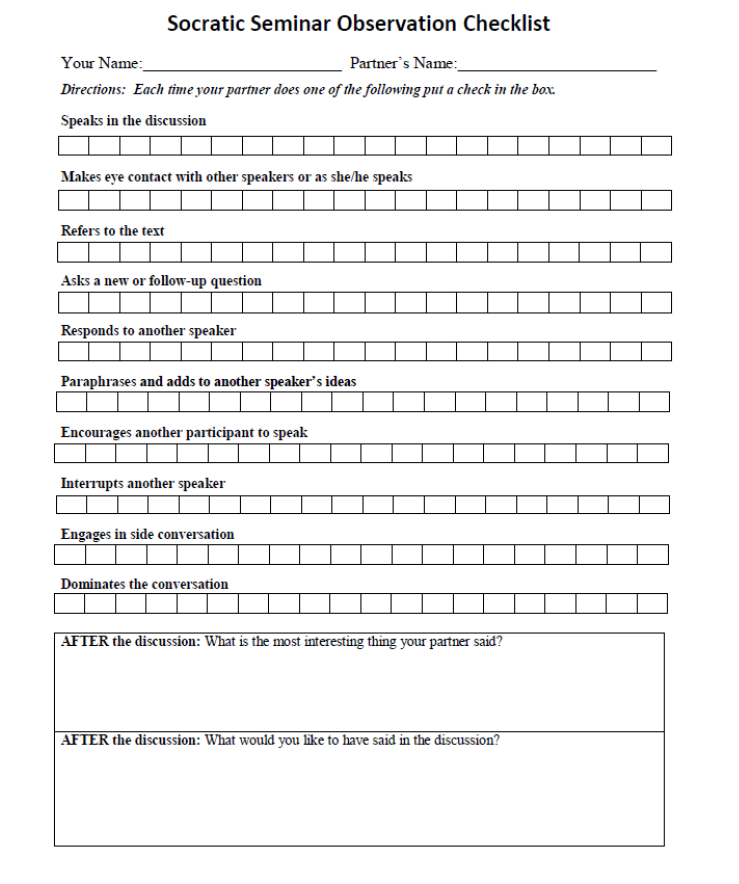 Socratic Seminar Observation Checklist
Your Name:_________________________ Partner's Name:_________________________
Directions: Each time your partner does one of the following put a check in the box.
Speaks in the discussion
Makes eye contact with other speakers or as she/he speaks
Refers to the text
Asks a new or follow-up question
Responds to another speaker
Paraphrases and adds to another speaker's ideas
Encourages another participant to speak
Interrupts another speaker
Engages in side conversation
Dominates the conversation
AFTER the discussion: What is the most interesting thing your partner said?
AFTER the discussion: What would you like to have said in the discussion?